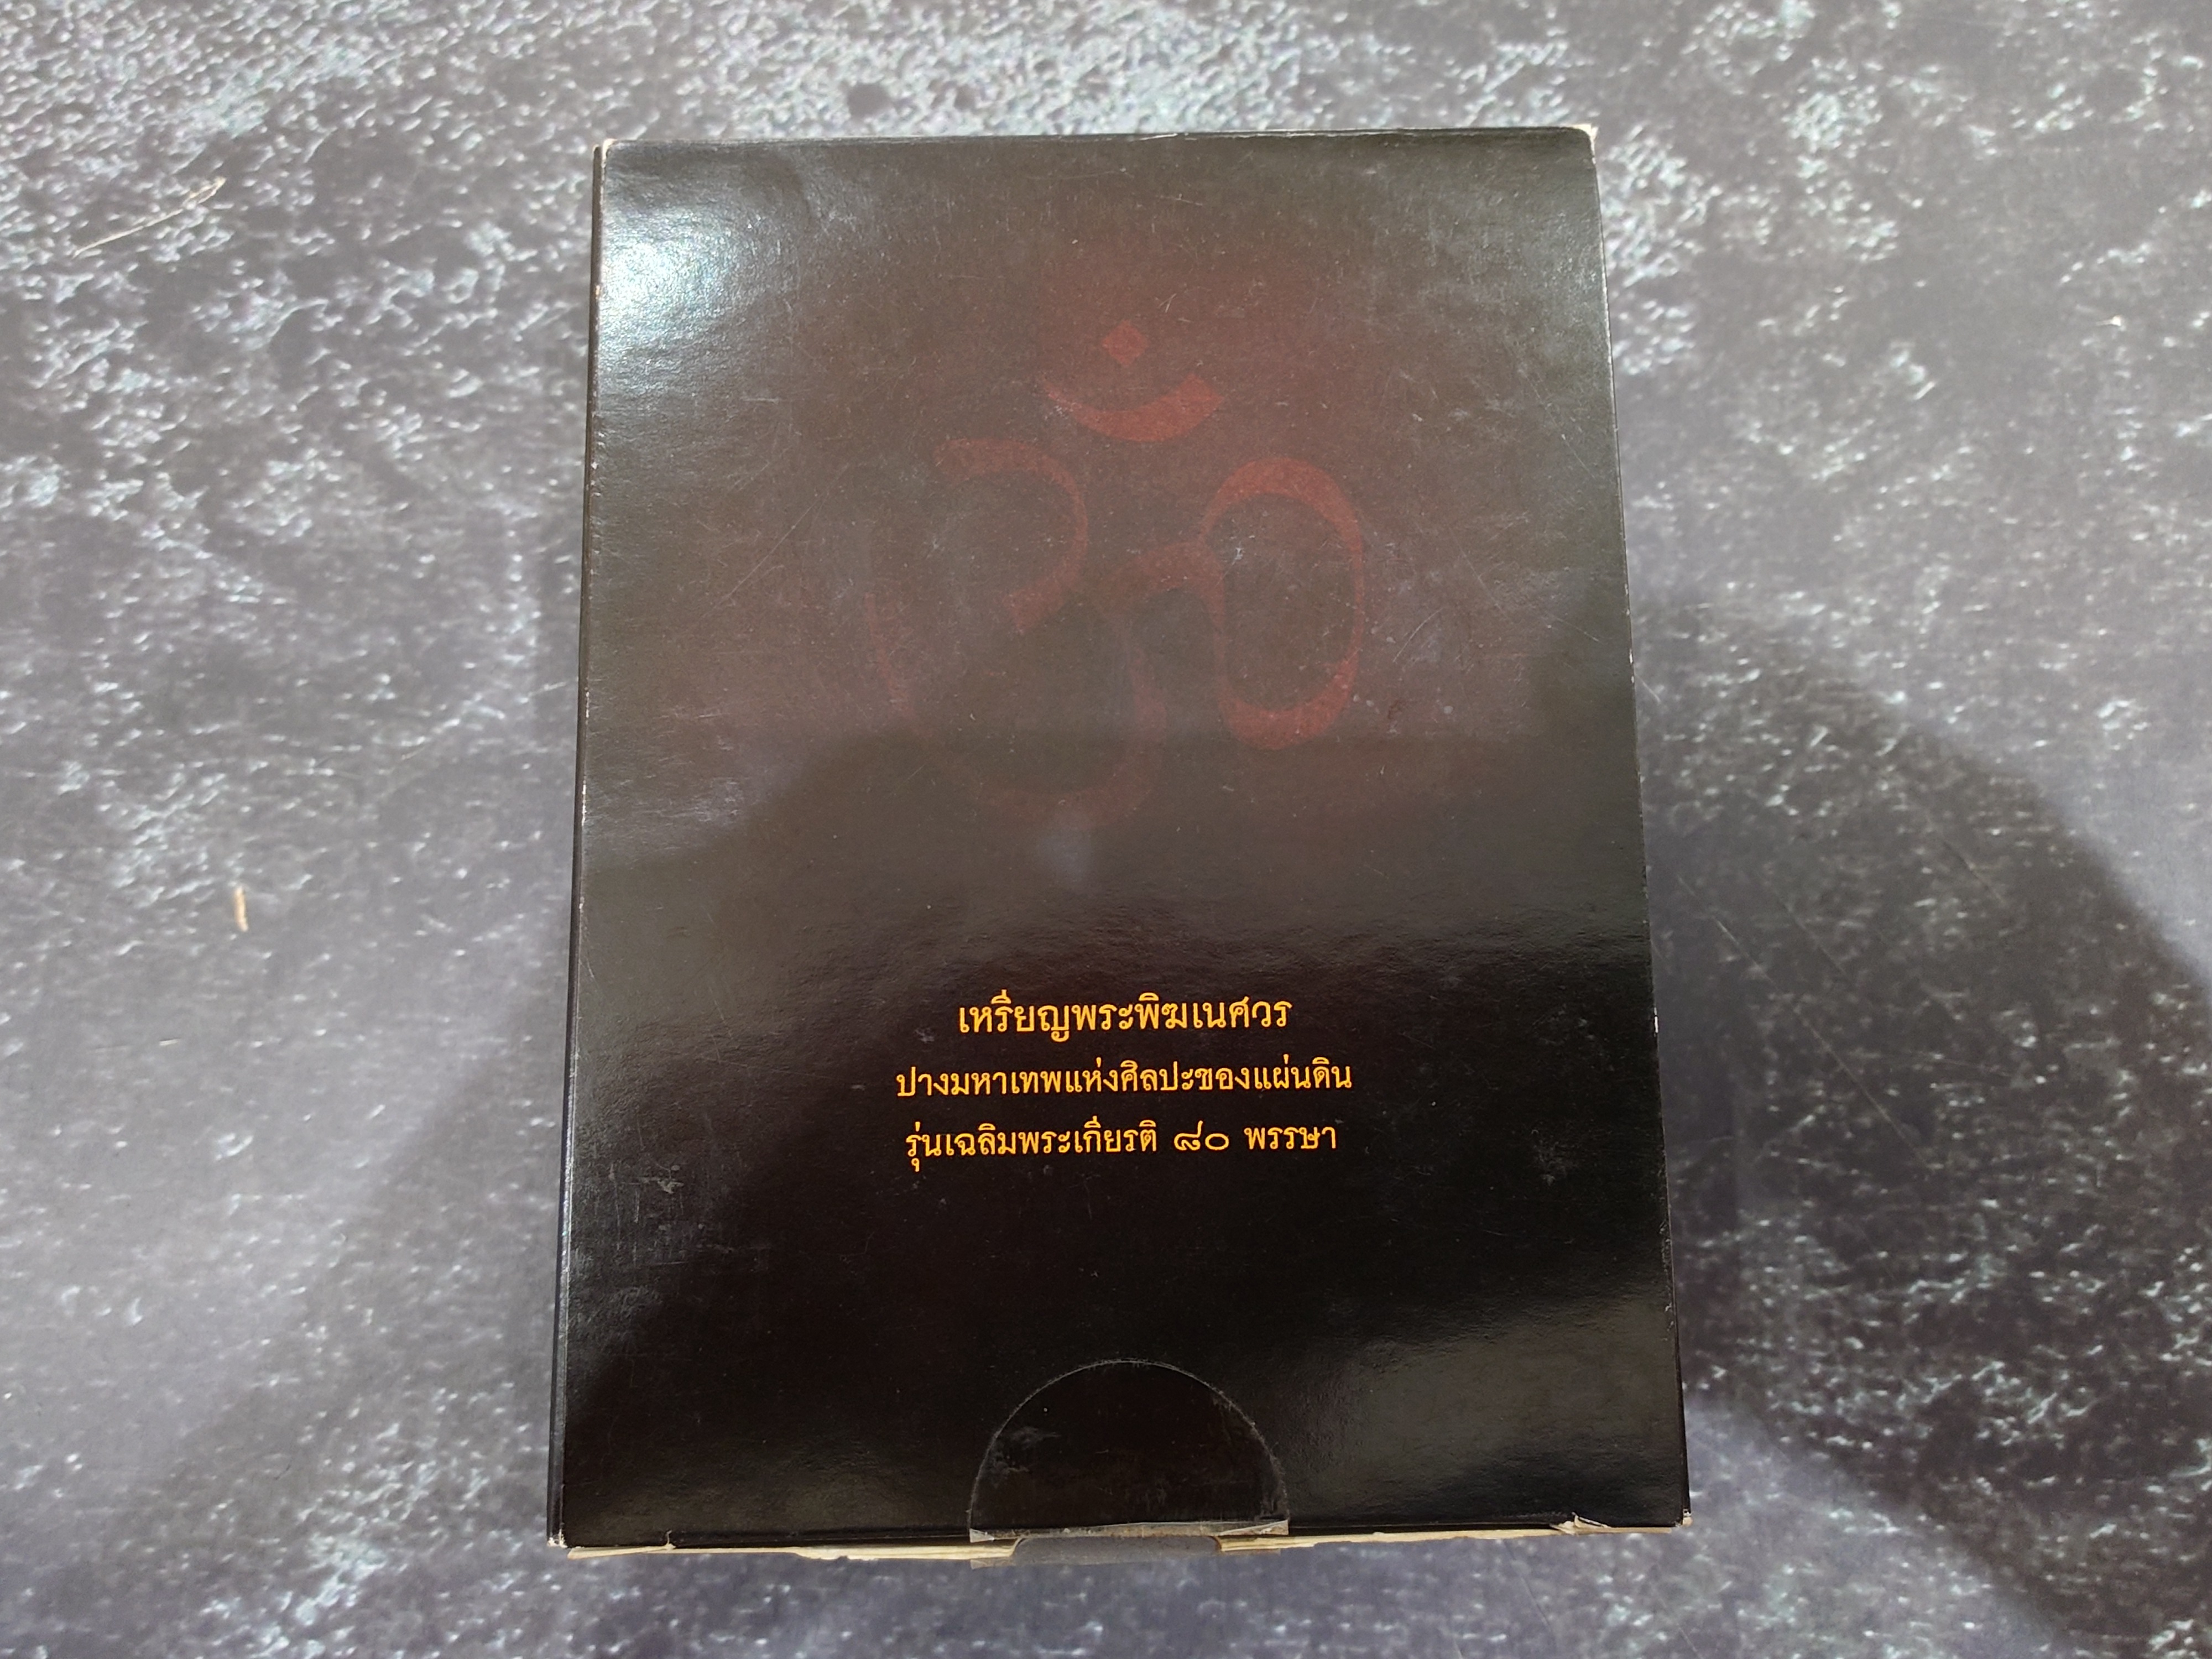 เหรียญพระพิฆเนศวร
ปางมหาเทพแห่งศิลปะของแผ่นดิน
รุ่นเฉลิมพระเกียรติ ๘๐ พรรษา